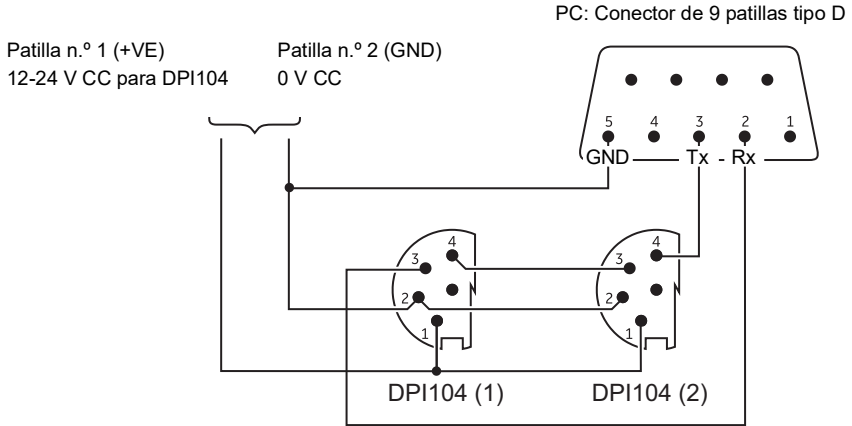 PC: Conector de 9 patillas tipo D
Patilla n.º 1 (+VE)
12-24 V CC para DPI104
Patilla n.º 2 (GND)
0 V CC
5 4 3 2 1
GND Tx - Rx
4
3
2
1
4
3
2
1
DPI104 (1)
DPI104 (2)